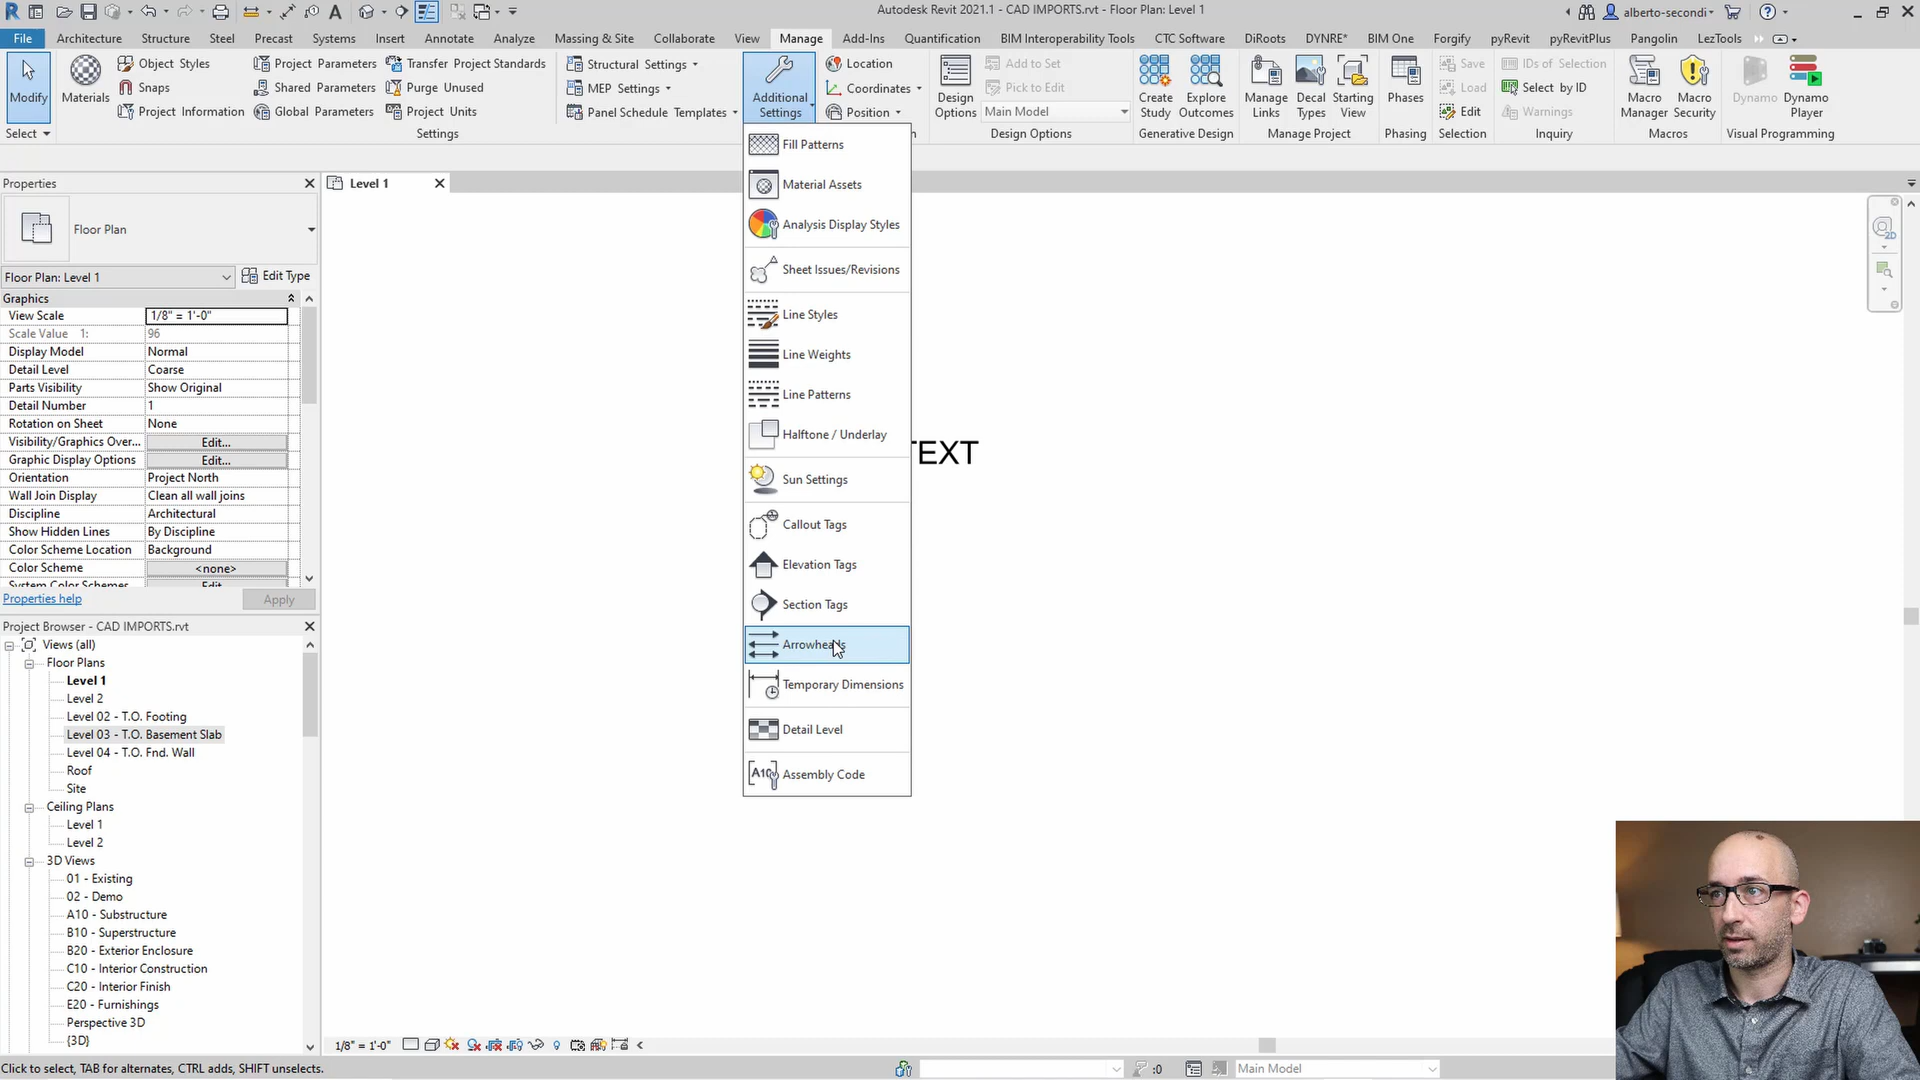 Autodesk Revit 2021.1 - CAD IMPORTS.rvt - Floor Plan: Level 1
alberto-secondi
File Architecture Structure Steel Precast Systems Insert Annotate Analyze Massing & Site Collaborate View Manage Add-Ins Quantification BIM Interoperability Tools CTC Software DiRoots DYNRE* BIM One Forgify pyRevit pyRevitPlus Pangolin LezTools
Modify
Select
Materials
Object Styles
Snaps
Project Information
Project Parameters
Shared Parameters
Global Parameters
Transfer Project Standards
Purge Unused
Project Units
Settings
Structural Settings
MEP Settings
Panel Schedule Templates
Additional
Settings
Location
Coordinates
Position
Design
Options
Add to Set
Pick to Edit
Main Model
Design Options
Create
Study
Explore
Outcomes
Generative Design
Manage
Links
Decal
Types
Starting
View
Manage Project
Phases
Phasing
Save
Load
Edit
Selection
IDs of Selection
Select by ID
Warnings
Inquiry
Macro
Manager
Macro
Security
Macros
Dynamo
Dynamo
Player
Visual Programming
Fill Patterns
Material Assets
Analysis Display Styles
Sheet Issues/Revisions
Line Styles
Line Weights
Line Patterns
Halftone / Underlay
Sun Settings
Callout Tags
Elevation Tags
Section Tags
Arrowheads
Temporary Dimensions
Detail Level
A10 Assembly Code
Properties
Floor Plan
Floor Plan: Level 1
Edit Type
Graphics
View Scale 1/8" = 1'-0"
Scale Value 1: 96
Display Model Normal
Detail Level Coarse
Parts Visibility Show Original
Detail Number 1
Rotation on Sheet None
Visibility/Graphics Over... Edit...
Graphic Display Options Edit...
Orientation Project North
Wall Join Display Clean all wall joins
Discipline Architectural
Show Hidden Lines By Discipline
Color Scheme Location Background
Color Scheme <none>
System Color Schemes Edit
Properties help
Apply
Project Browser - CAD IMPORTS.rvt
Views (all)
Floor Plans
Level 1
Level 2
Level 02 - T.O. Footing
Level 03 - T.O. Basement Slab
Level 04 - T.O. Fnd. Wall
Roof
Site
Ceiling Plans
Level 1
Level 2
3D Views
01 - Existing
02 - Demo
A10 - Substructure
B10 - Superstructure
B20 - Exterior Enclosure
C10 - Interior Construction
C20 - Interior Finish
E20 - Furnishings
Perspective 3D
{3D}
Level 1
TEXT
2D
1/8" = 1'-0"
Click to select, TAB for alternates, CTRL adds, SHIFT unselects.
:0
Main Model